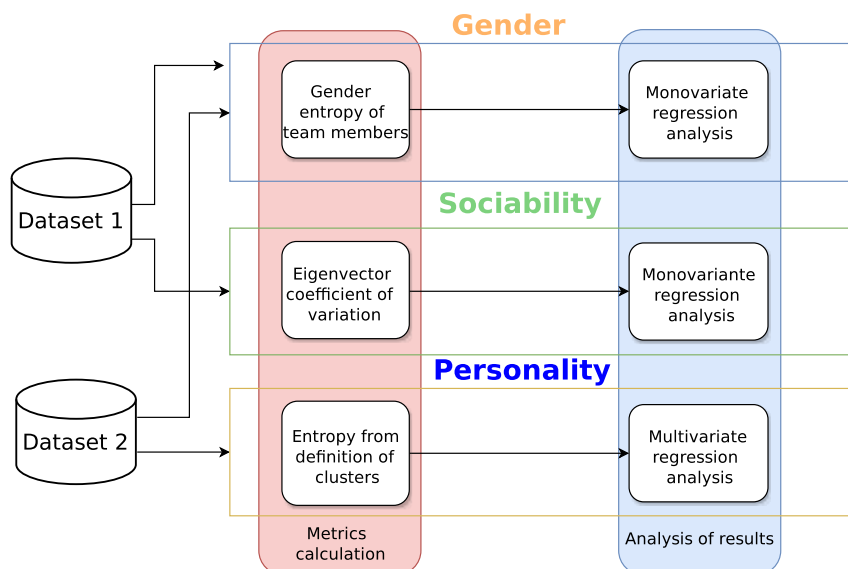 Gender
Gender
entropy of
team members
Monovariate
regression
analysis
Sociability
Dataset 1
Eigenvector
coefficient of
variation
Monovariante
regression
analysis
Personality
Dataset 2
Entropy from
definition of
clusters
Multivariate
regression
analysis
Metrics
calculation
Analysis of results